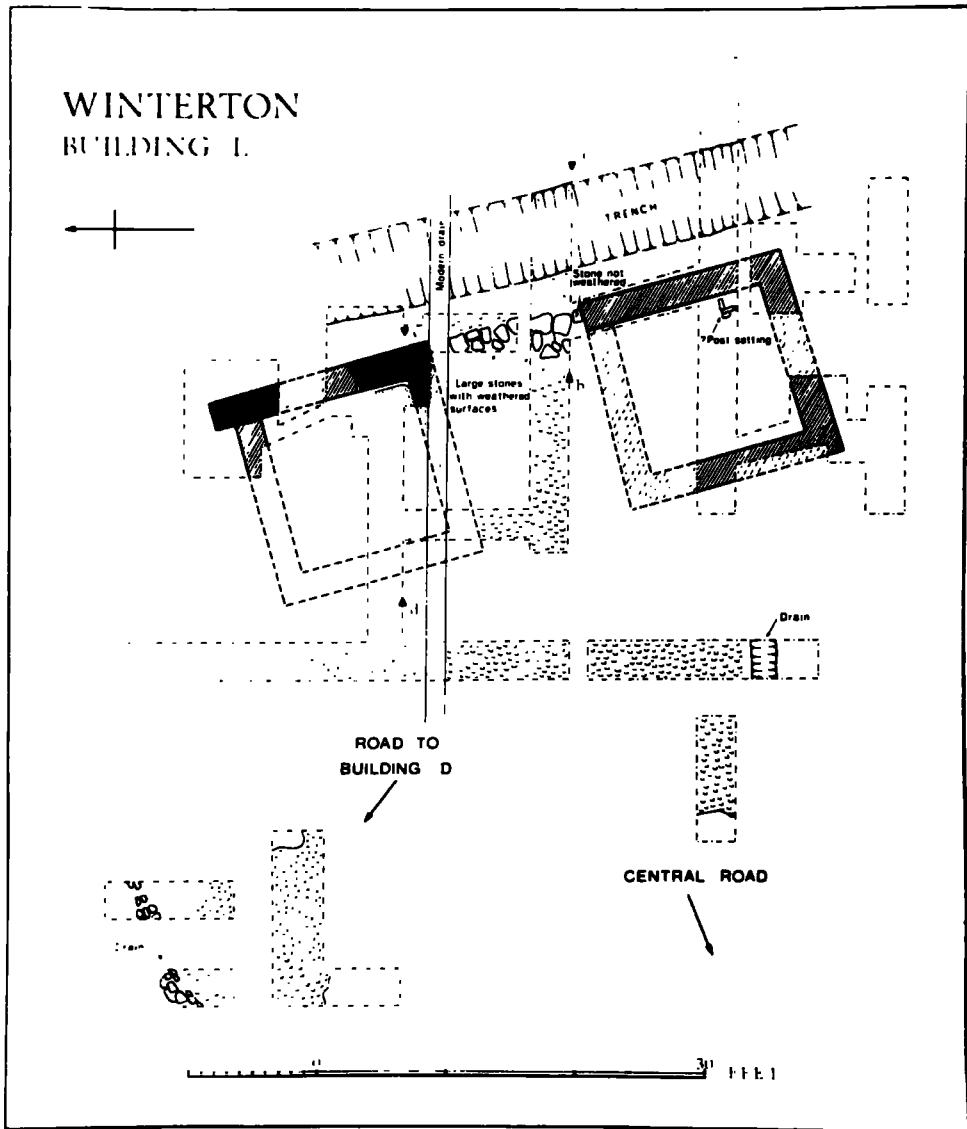 WINTERTON
BUILDING L
TRENCH
Modern drain
Stone not
weathered
?Post setting
Large stones
with weathered
surfaces
b
Drain
ROAD TO
BUILDING D
CENTRAL ROAD
Drain
0
30
FEET